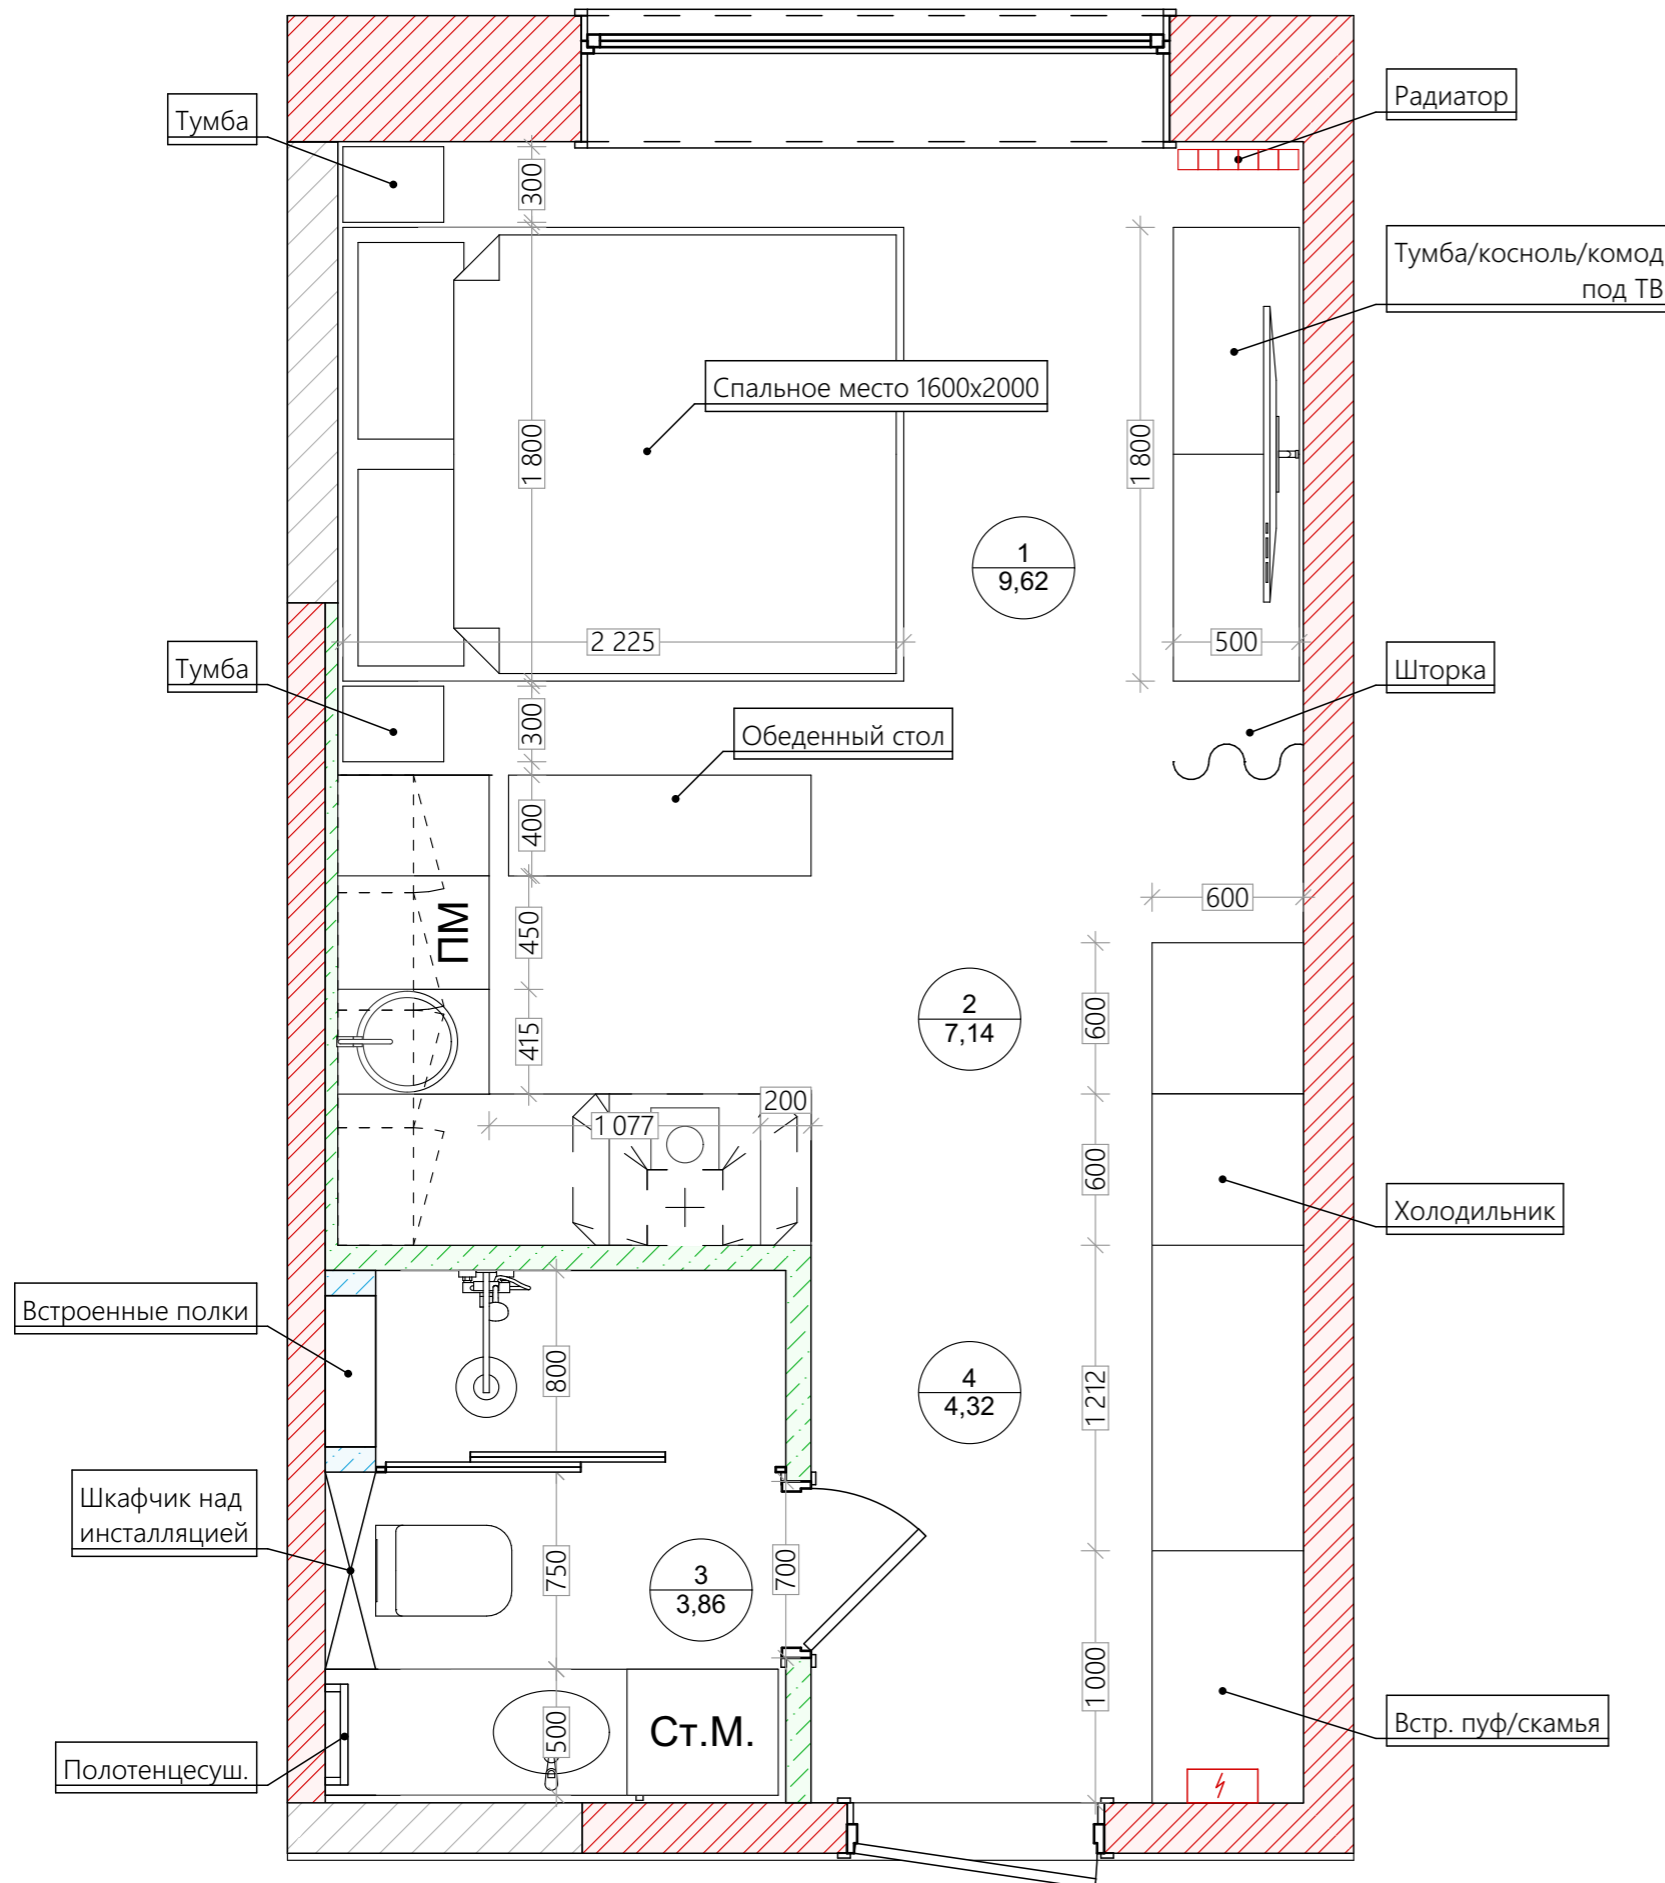 Тумба
Радиатор
300
Тумба/косноль/комод
под ТВ
Спальное место 1600х2000
1 800
1 800
1
9,62
2 225
500
Тумба
Шторка
300
Обеденный стол
400
600
ПМ
450
2
7,14
600
415
200
1 077
600
Холодильник
Встроенные полки
800
4
4,32
1 212
Шкафчик над
инсталляцией
750
3
3,86
700
1 000
Ст.М.
500
Встр. пуф/скамья
Полотенцесуш.